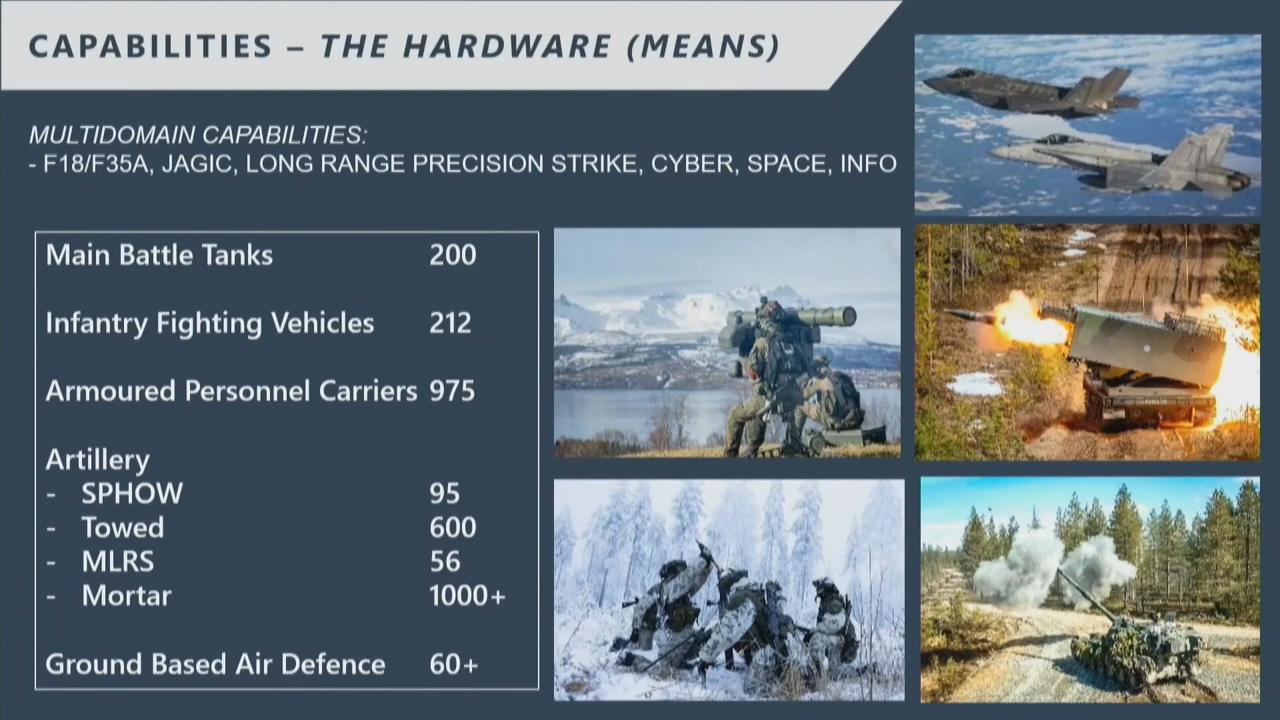 CAPABILITIES – THE HARDWARE (MEANS)
MULTIDOMAIN CAPABILITIES:
- F18/F35A, JAGIC, LONG RANGE PRECISION STRIKE, CYBER, SPACE, INFO
Main Battle Tanks 200
Infantry Fighting Vehicles 212
Armoured Personnel Carriers 975
Artillery
- SPHOW 95
- Towed 600
- MLRS 56
- Mortar 1000+
Ground Based Air Defence 60+